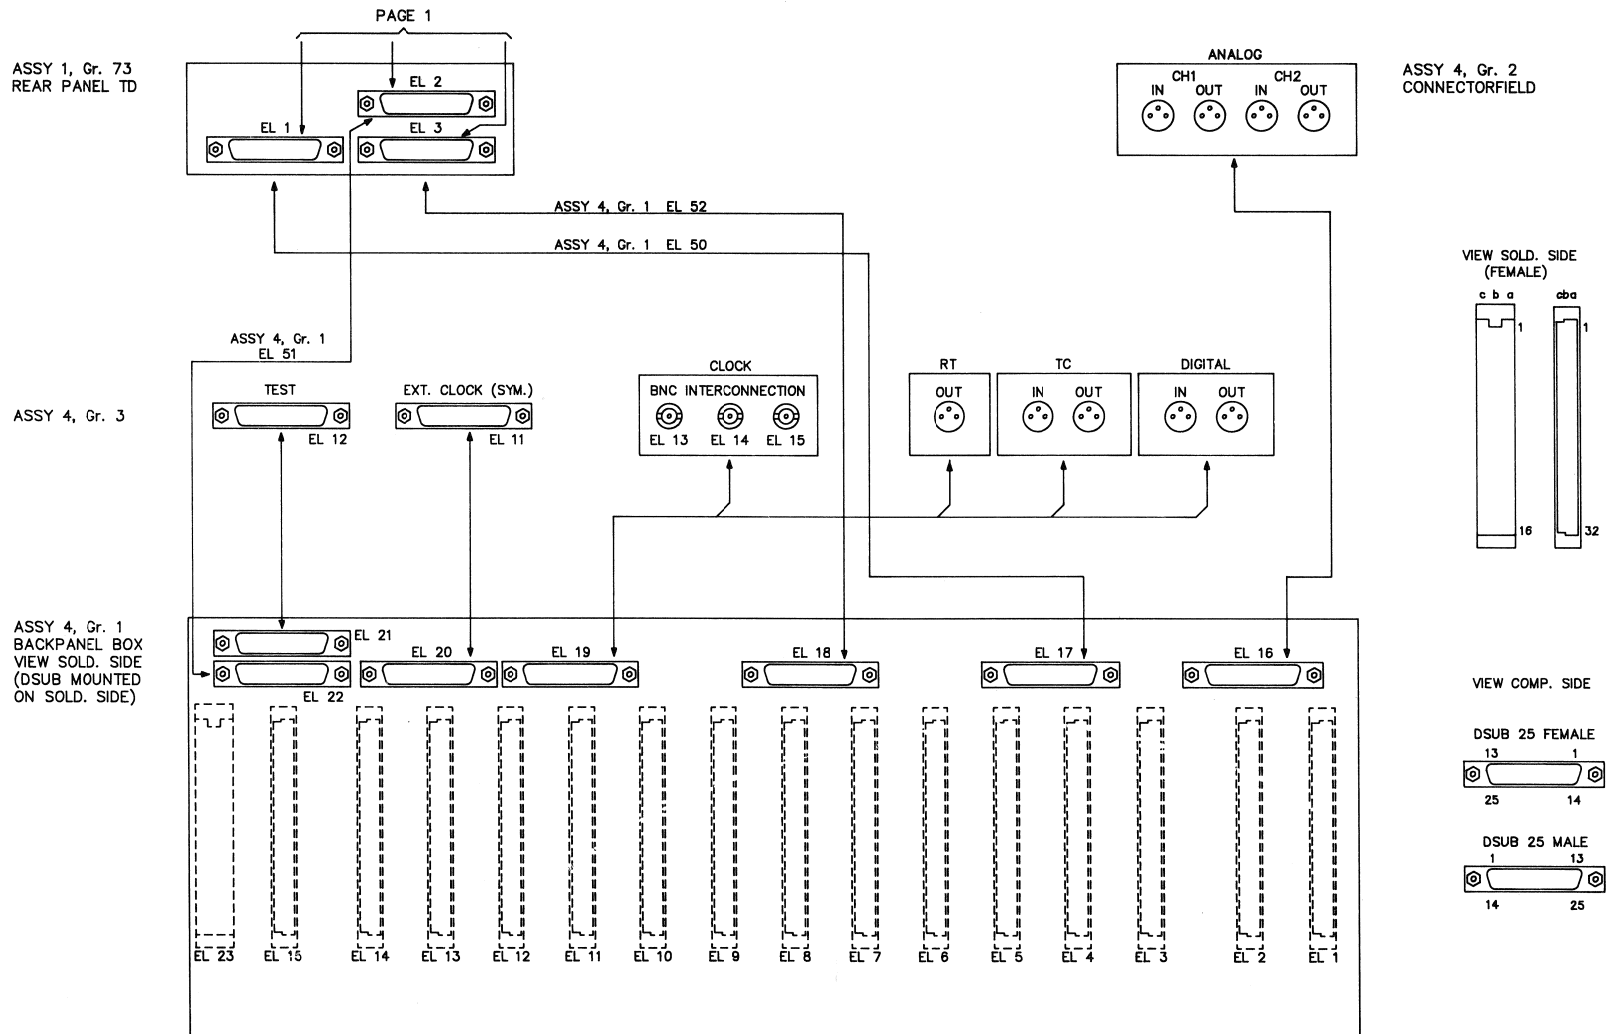 PAGE 1
ASSY 1, Gr. 73
REAR PANEL TD
EL 2
EL 1
EL 3
ANALOG
CH1
CH2
IN
OUT
IN
OUT
ASSY 4, Gr. 2
CONNECTORFIELD
ASSY 4, Gr. 1 EL 52
ASSY 4, Gr. 1 EL 50
VIEW SOLD. SIDE
(FEMALE)
c b a
cba
1
1
16
32
ASSY 4, Gr. 1
EL 51
ASSY 4, Gr. 3
TEST
EL 12
EXT. CLOCK (SYM.)
EL 11
CLOCK
BNC INTERCONNECTION
EL 13
EL 14
EL 15
RT
OUT
TC
IN
OUT
DIGITAL
IN
OUT
ASSY 4, Gr. 1
BACKPANEL BOX
VIEW SOLD. SIDE
(DSUB MOUNTED
ON SOLD. SIDE)
EL 21
EL 22
EL 20
EL 19
EL 18
EL 17
EL 16
EL 23
EL 15
EL 14
EL 13
EL 12
EL 11
EL 10
EL 9
EL 8
EL 7
EL 6
EL 5
EL 4
EL 3
EL 2
EL 1
VIEW COMP. SIDE
DSUB 25 FEMALE
13 1
25 14
DSUB 25 MALE
1 13
14 25